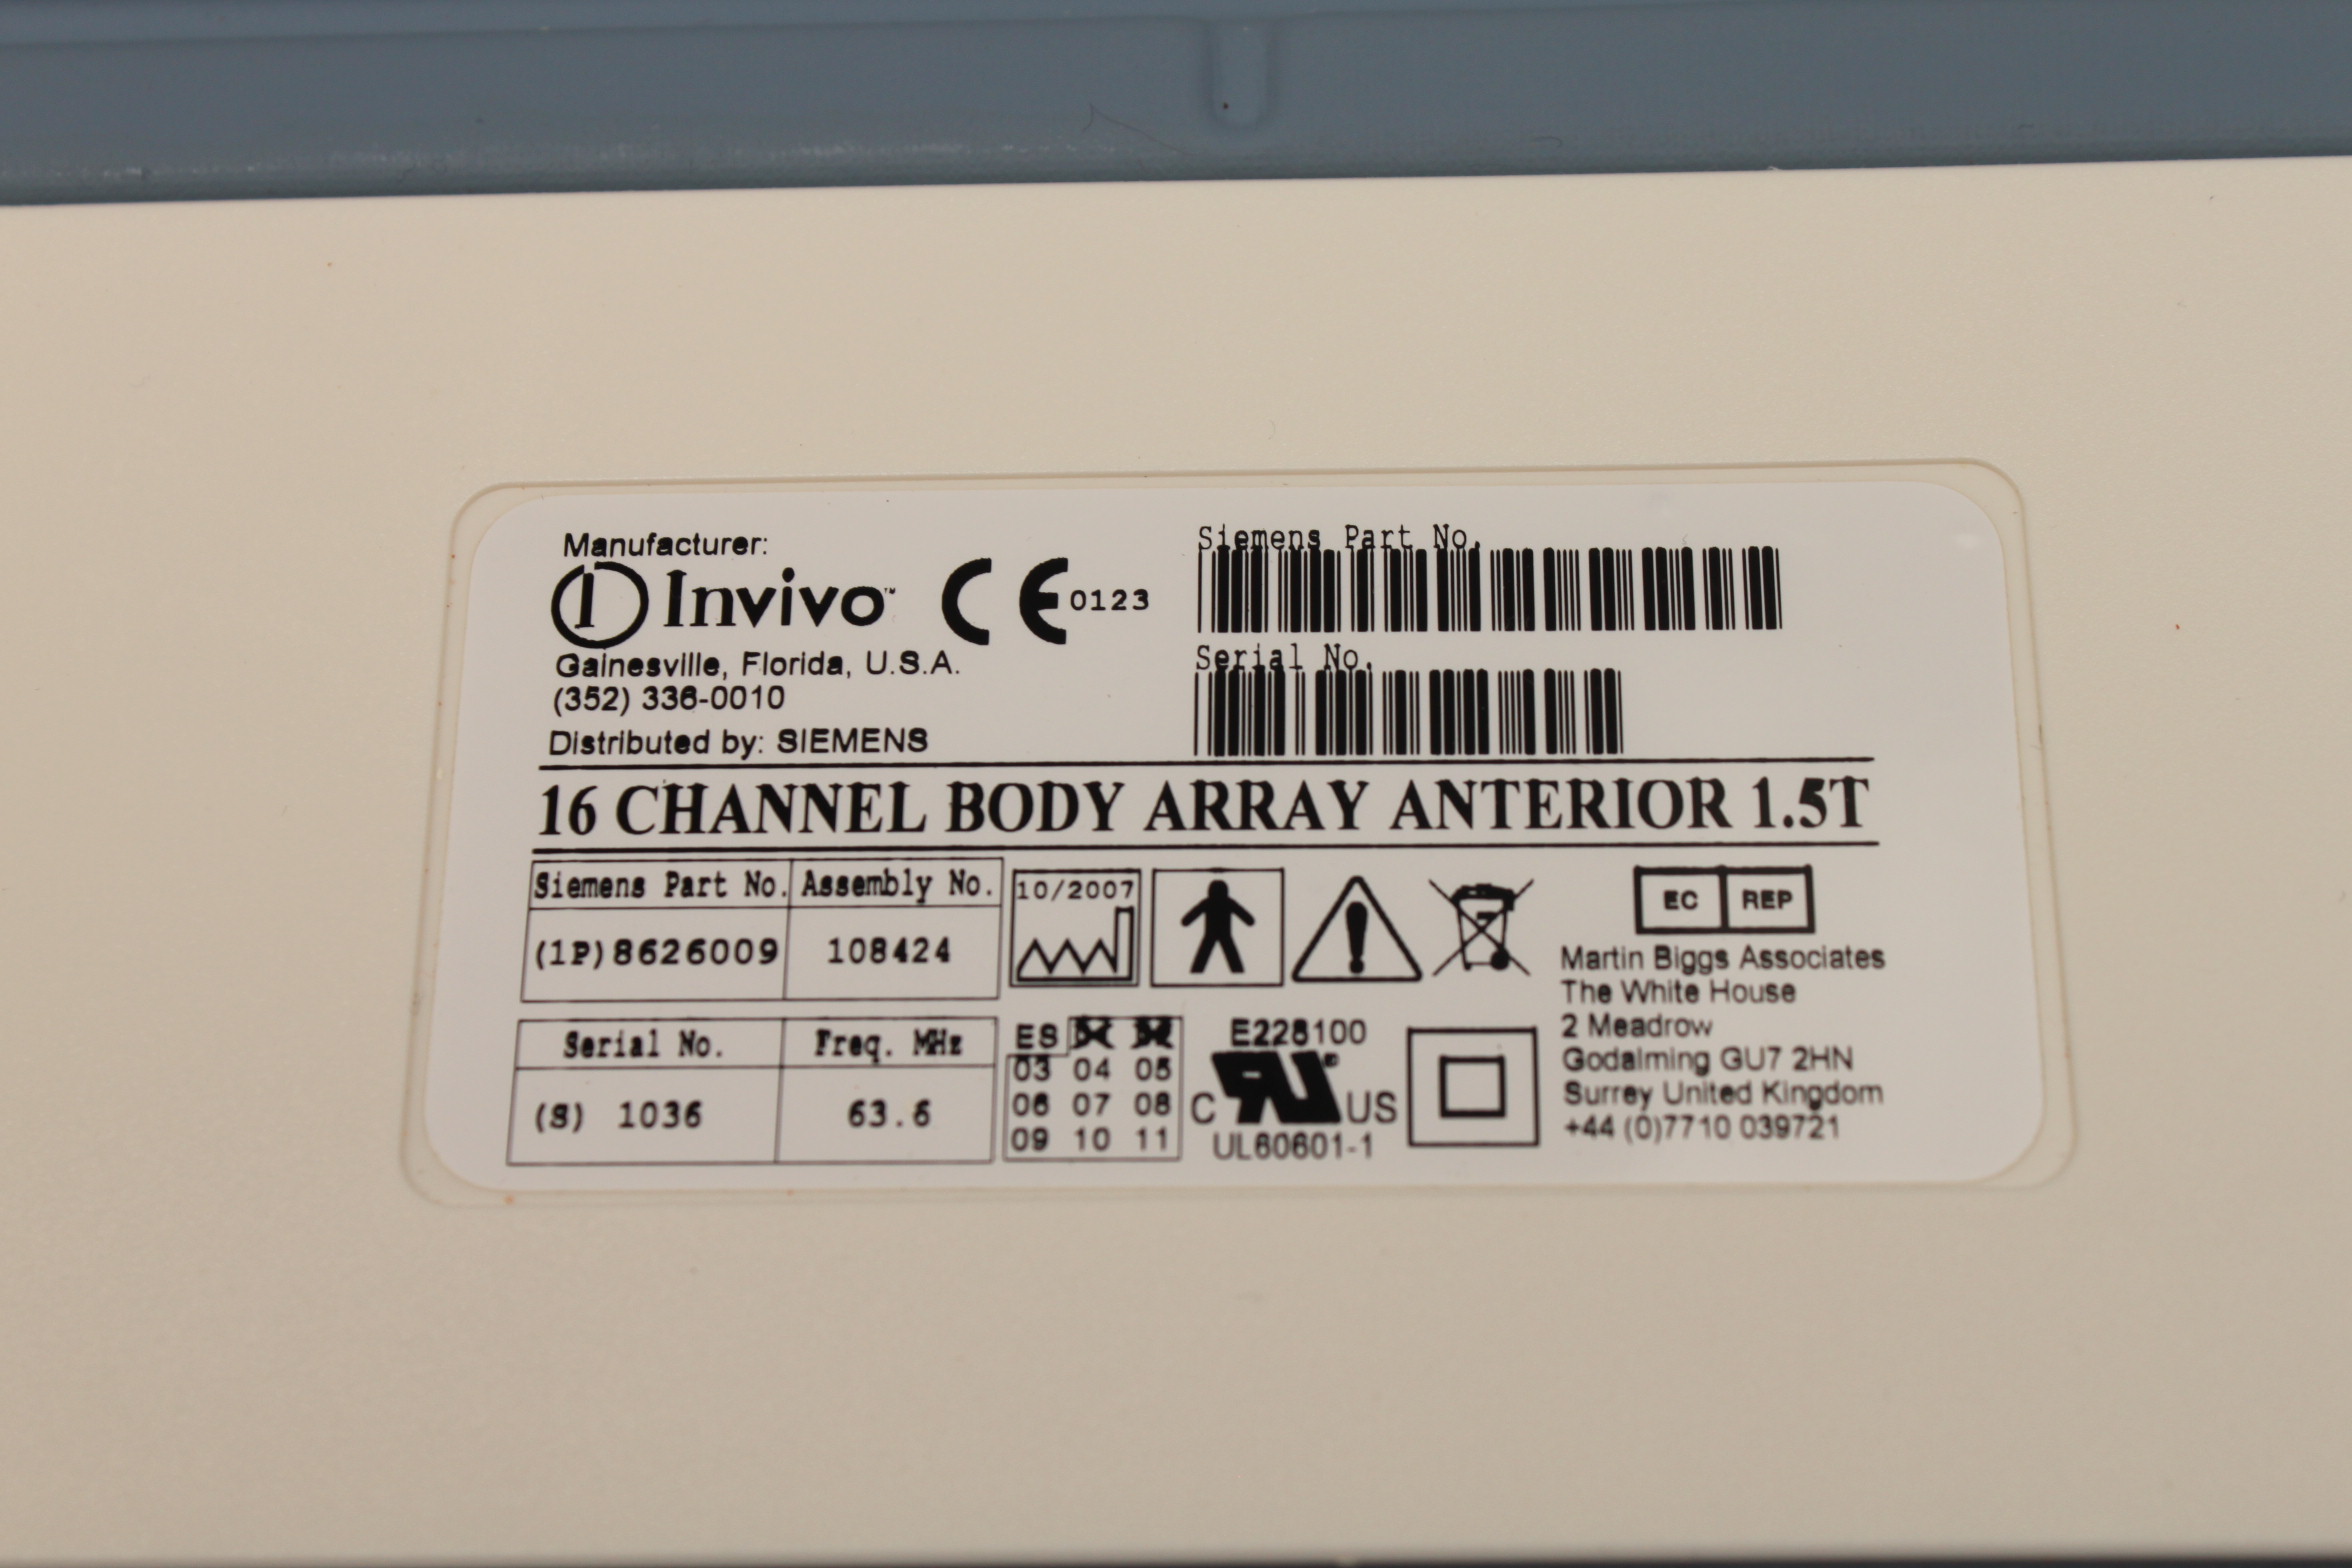 Manufacturer:
Invivo™ CE 0123
Gainesville, Florida, U.S.A.
(352) 336-0010
Distributed by: SIEMENS
Siemens Part No.
Serial No.
16 CHANNEL BODY ARRAY ANTERIOR 1.5T
Siemens Part No. Assembly No.
(1P)8626009 108424
Serial No. Freq. MHz
(S) 1036 63.6
10/2007
ES
03 04 05
06 07 08
09 10 11
E228100
C RU® US
UL60601-1
EC REP
Martin Biggs Associates
The White House
2 Meadrow
Godalming GU7 2HN
Surrey United Kingdom
+44 (0)7710 039721